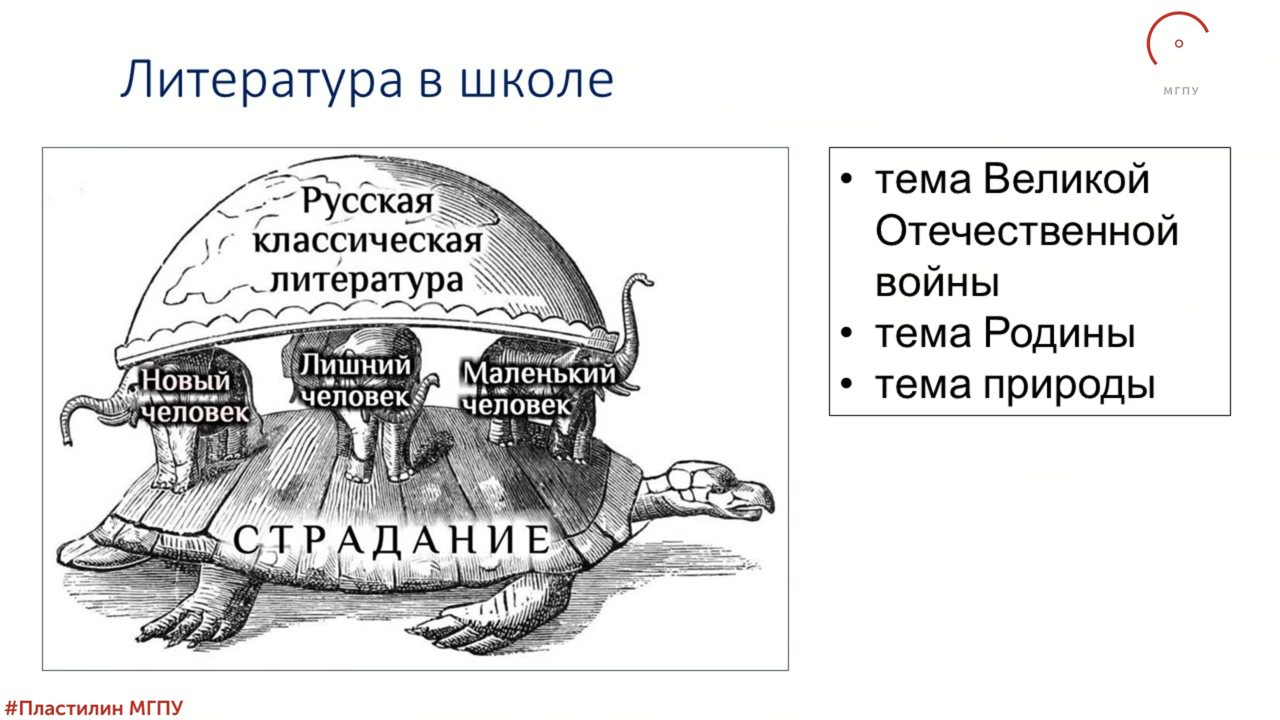 Литература в школе
МГПУ
Русская
классическая
литература
Новый
человек
Лишний
человек
Маленький
человек
СТРАДАНИЕ
• тема Великой
Отечественной
войны
• тема Родины
• тема природы
#Пластилин МГПУ